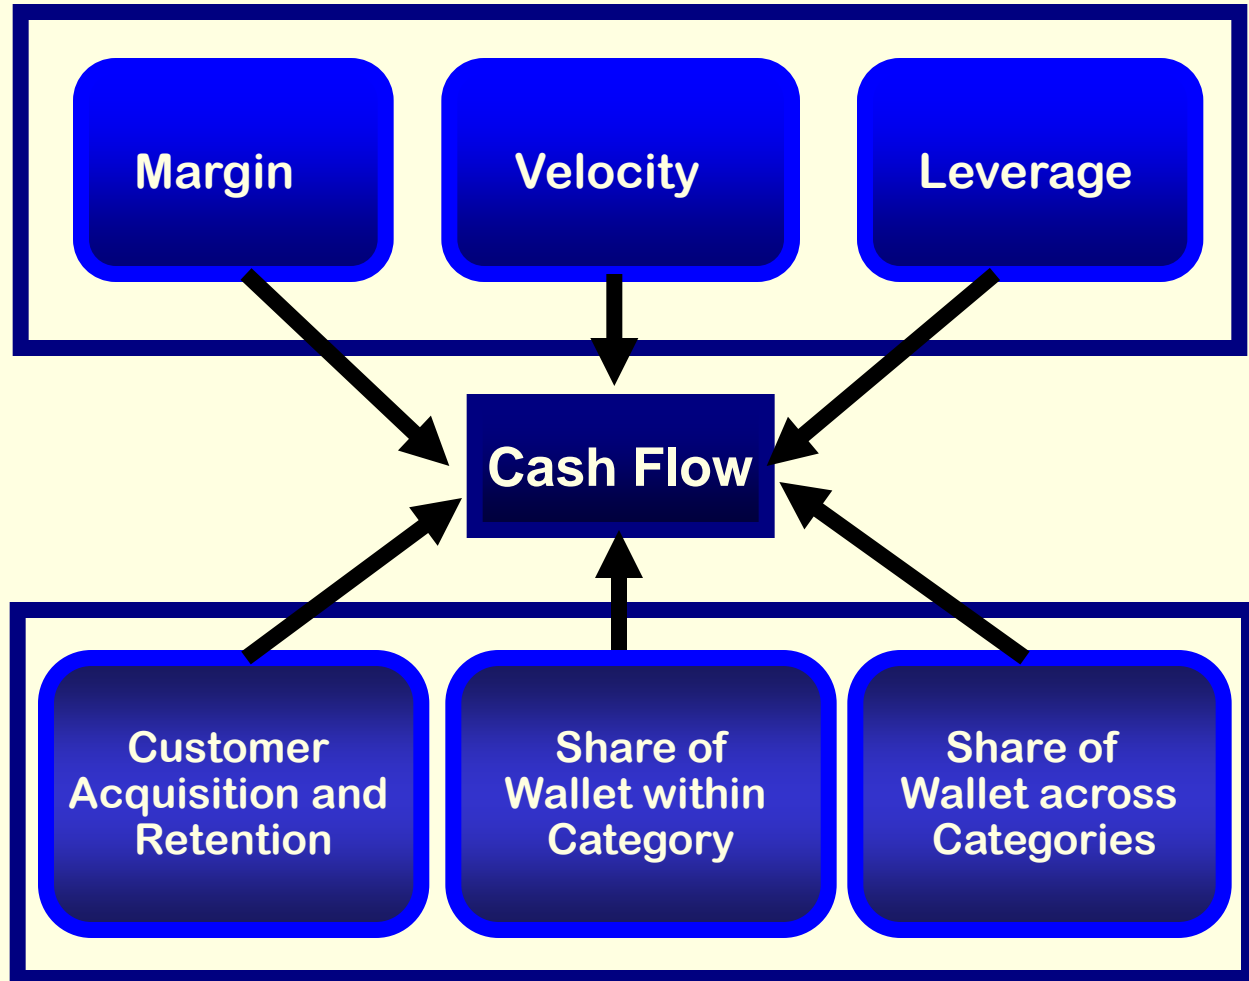 Margin
Velocity
Leverage
Cash Flow
Customer
Acquisition and
Retention
Share of
Wallet within
Category
Share of
Wallet across
Categories